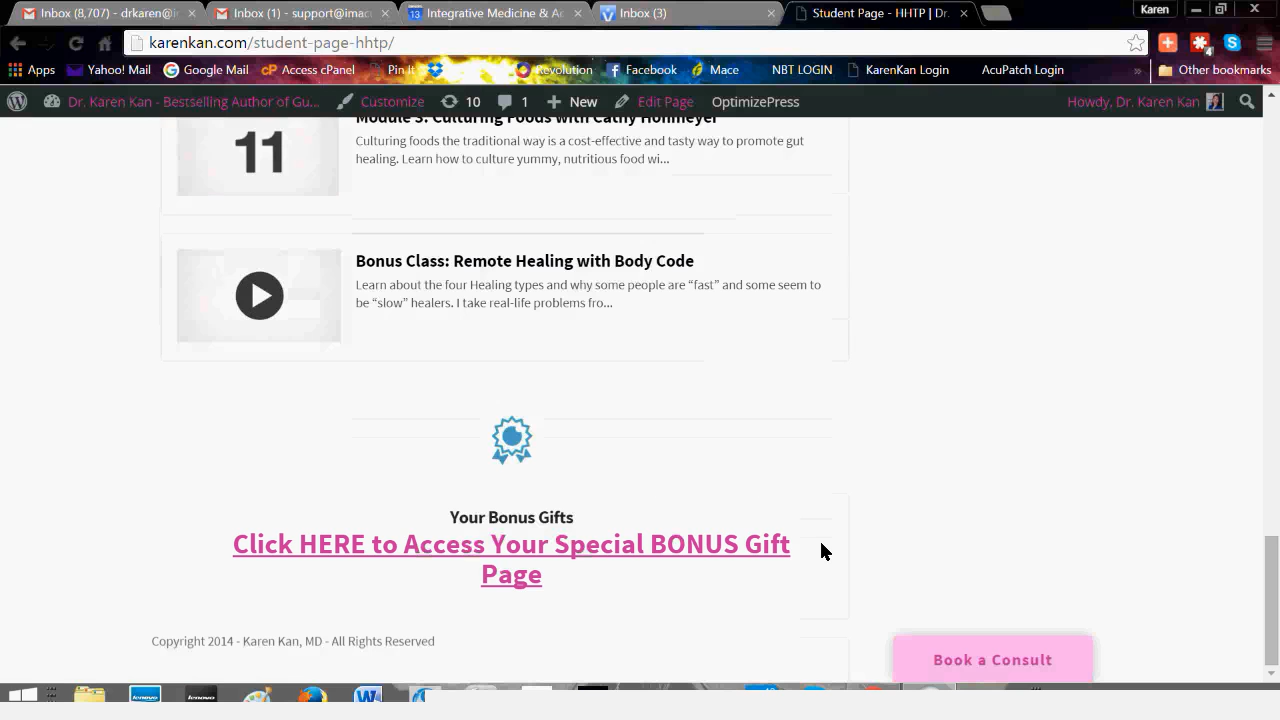 Inbox (8,707) - drkaren@i
Inbox (1) - support@imac
Integrative Medicine & Ac
Inbox (3)
Student Page - HHTP | Dr.
Karen
karenkan.com/student-page-hhtp/
Apps
Yahoo! Mail
Google Mail
Access cPanel
Pin It
Revolution
Facebook
Mace
NBT LOGIN
KarenKan Login
AcuPatch Login
»
Other bookmarks
Dr. Karen Kan - Bestselling Author of Gu...
Customize
10
1
New
Edit Page
OptimizePress
Howdy, Dr. Karen Kan
11
Module 3: Culturing Foods with Cathy Hohmeyer
Culturing foods the traditional way is a cost-effective and tasty way to promote gut
healing. Learn how to culture yummy, nutritious food wi...
Bonus Class: Remote Healing with Body Code
Learn about the four Healing types and why some people are “fast” and some seem to
be “slow” healers. I take real-life problems fro...
Your Bonus Gifts
Click HERE to Access Your Special BONUS Gift
Page
Copyright 2014 - Karen Kan, MD - All Rights Reserved
Book a Consult